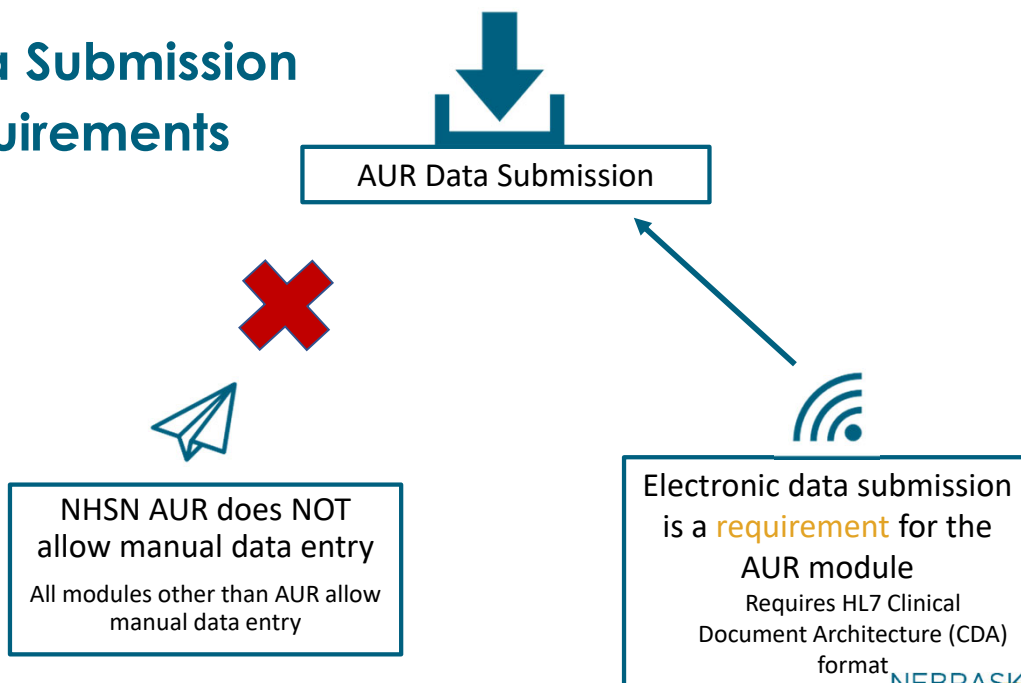 a Submission
uirements
AUR Data Submission
NHSN AUR does NOT
allow manual data entry
All modules other than AUR allow
manual data entry
Electronic data submission
is a requirement for the
AUR module
Requires HL7 Clinical
Document Architecture (CDA)
format
NEBRASK